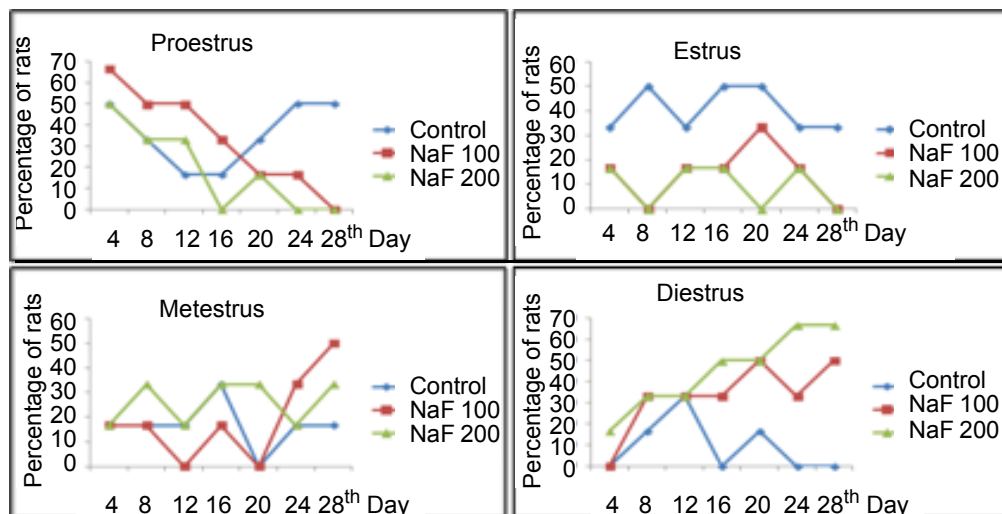 Proestrus
Percentage of rats
70
60
50
40
30
20
10
0
4 8 12 16 20 24 28th Day
Control
NaF 100
NaF 200
Estrus
Percentage of rats
60
50
40
30
20
10
0
4 8 12 16 20 24 28th Day
Control
NaF 100
NaF 200
Metestrus
Percentage of rats
60
50
40
30
20
10
0
4 8 12 16 20 24 28th Day
Control
NaF 100
NaF 200
Diestrus
Percentage of rats
70
60
50
40
30
20
10
0
4 8 12 16 20 24 28th Day
Control
NaF 100
NaF 200